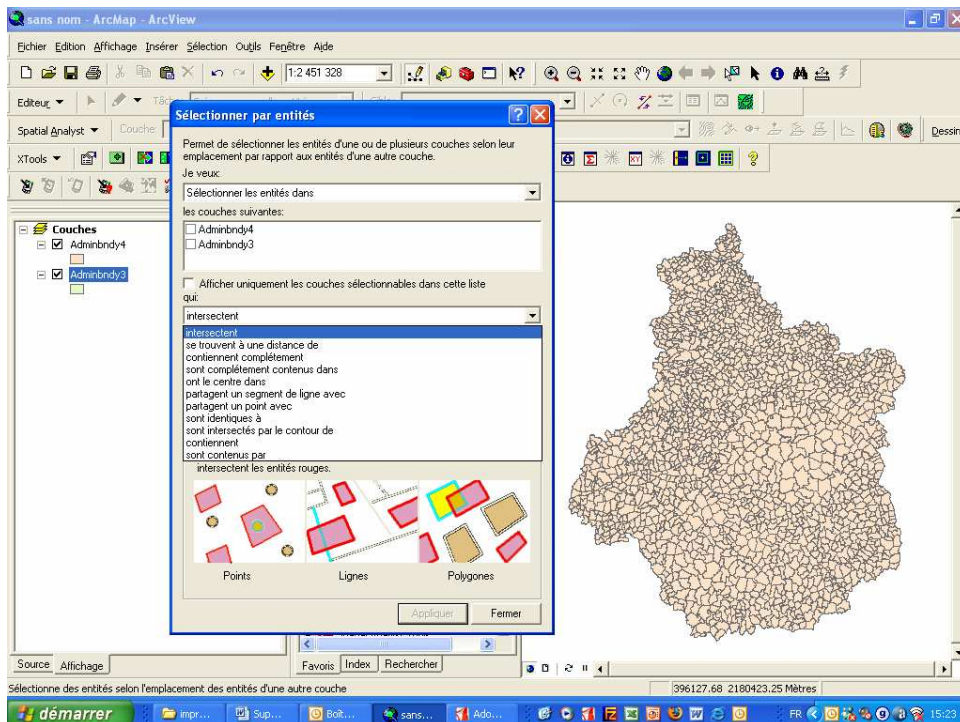 sans nom - ArcMap - ArcView
Fichier Edition Affichage Insérer Sélection Outils Fenêtre Aide
1:2 451 328
Editeur
Spatial Analyst Couche: Dessin
XTools
Couches
Adminbndy4
Adminbndy3
Sélectionner par entités
Permet de sélectionner les entités d'une ou de plusieurs couches selon leur
emplacement par rapport aux entités d'une autre couche.
Je veux:
Sélectionner les entités dans
les couches suivantes:
Adminbndy4
Adminbndy3
Afficher uniquement les couches sélectionnables dans cette liste
qui:
intersectent
intersectent
se trouvent à une distance de
contiennent complétement
sont complétement contenus dans
ont le centre dans
partagent un segment de ligne avec
partagent un point avec
sont identiques à
sont intersectés par le contour de
contiennent
sont contenus par
intersectent les entités rouges.
Points Lignes Polygones
Appliquer Fermer
Source Affichage
Favoris Index Rechercher
Sélectionne des entités selon l'emplacement des entités d'une autre couche
396127.68 2180423.25 Mètres
démarrer impr... Sup... Boît... sans... Ado... FR 15:23